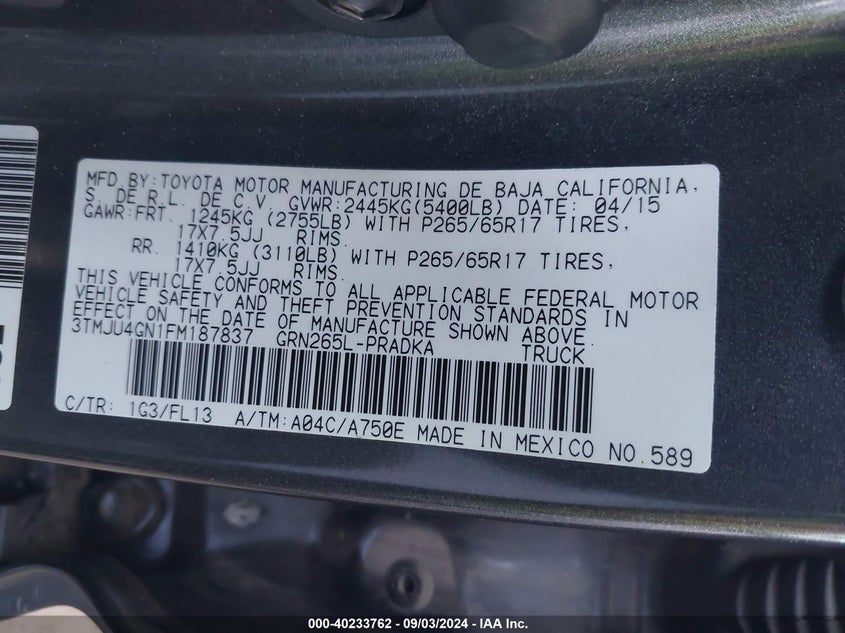 MFD BY:TOYOTA MOTOR MANUFACTURING DE BAJA CALIFORNIA,
S. DE R.L. DE C.V. GVWR:2445KG(5400LB) DATE: 04/15
GAWR:FRT. 1245KG (2755LB) WITH P265/65R17 TIRES,
17X7.5JJ RIMS.
RR. 1410KG (3110LB) WITH P265/65R17 TIRES,
17X7.5JJ RIMS.
THIS VEHICLE CONFORMS TO ALL APPLICABLE FEDERAL MOTOR
VEHICLE SAFETY AND THEFT PREVENTION STANDARDS IN
EFFECT ON THE DATE OF MANUFACTURE SHOWN ABOVE.
3TMJU4GN1FM187837 GRN265L-PRADKA TRUCK
C/TR: 1G3/FL13 A/TM:A04C/A750E MADE IN MEXICO NO.589
000-40233762 - 09/03/2024 - IAA Inc.